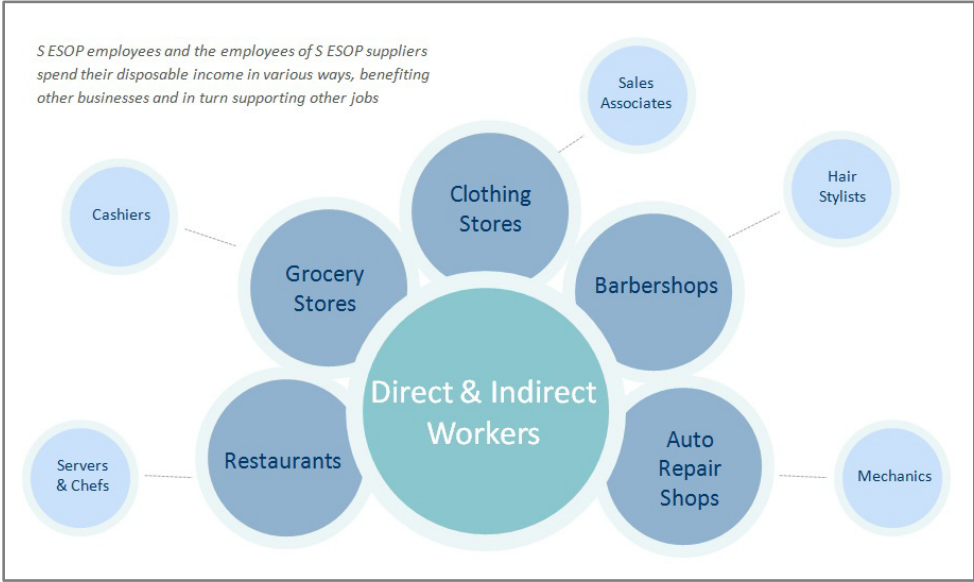 S ESOP employees and the employees of S ESOP suppliers
spend their disposable income in various ways, benefiting
other businesses and in turn supporting other jobs
Sales
Associates
Clothing
Stores
Hair
Stylists
Cashiers
Grocery
Stores
Barbershops
Direct & Indirect
Workers
Restaurants
Auto
Repair
Shops
Servers
& Chefs
Mechanics